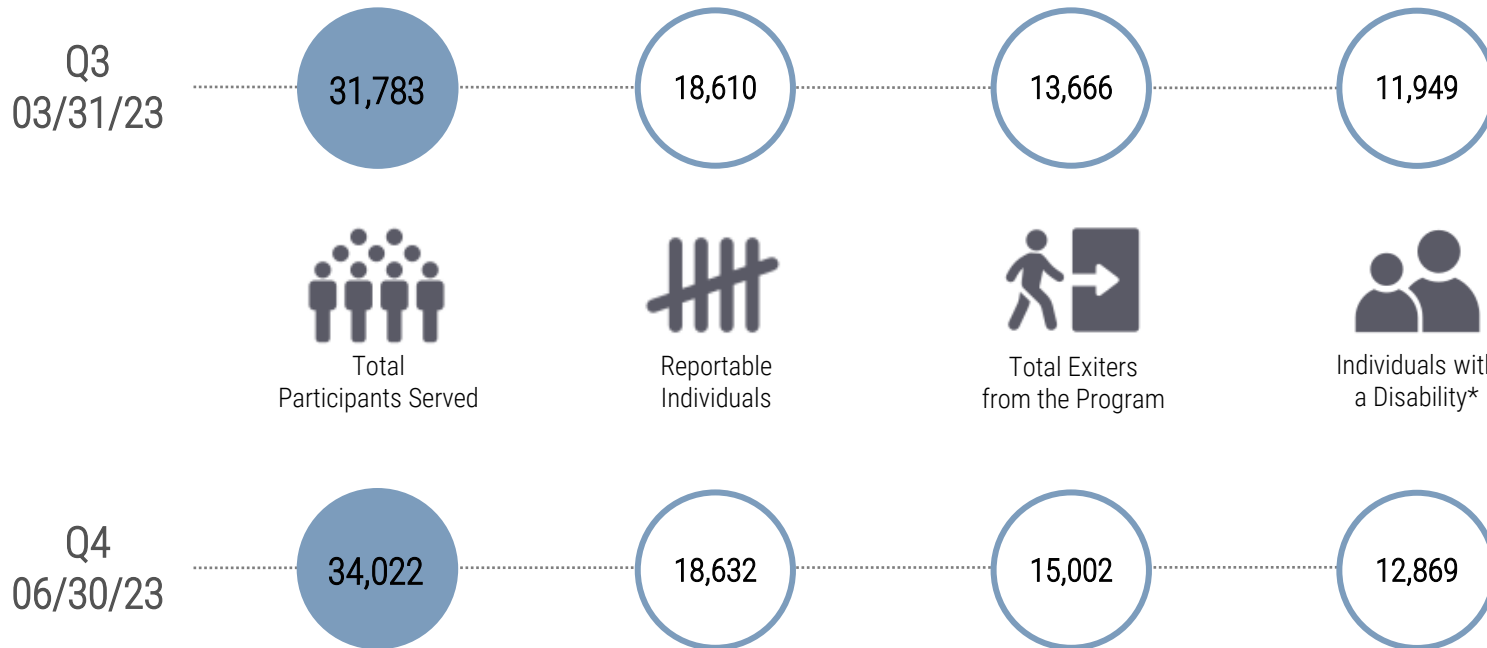 Q3
03/31/23
31,783
18,610
13,666
11,949
Total
Participants Served
Reportable
Individuals
Total Exiters
from the Program
Individuals with
a Disability*
Q4
06/30/23
34,022
18,632
15,002
12,869